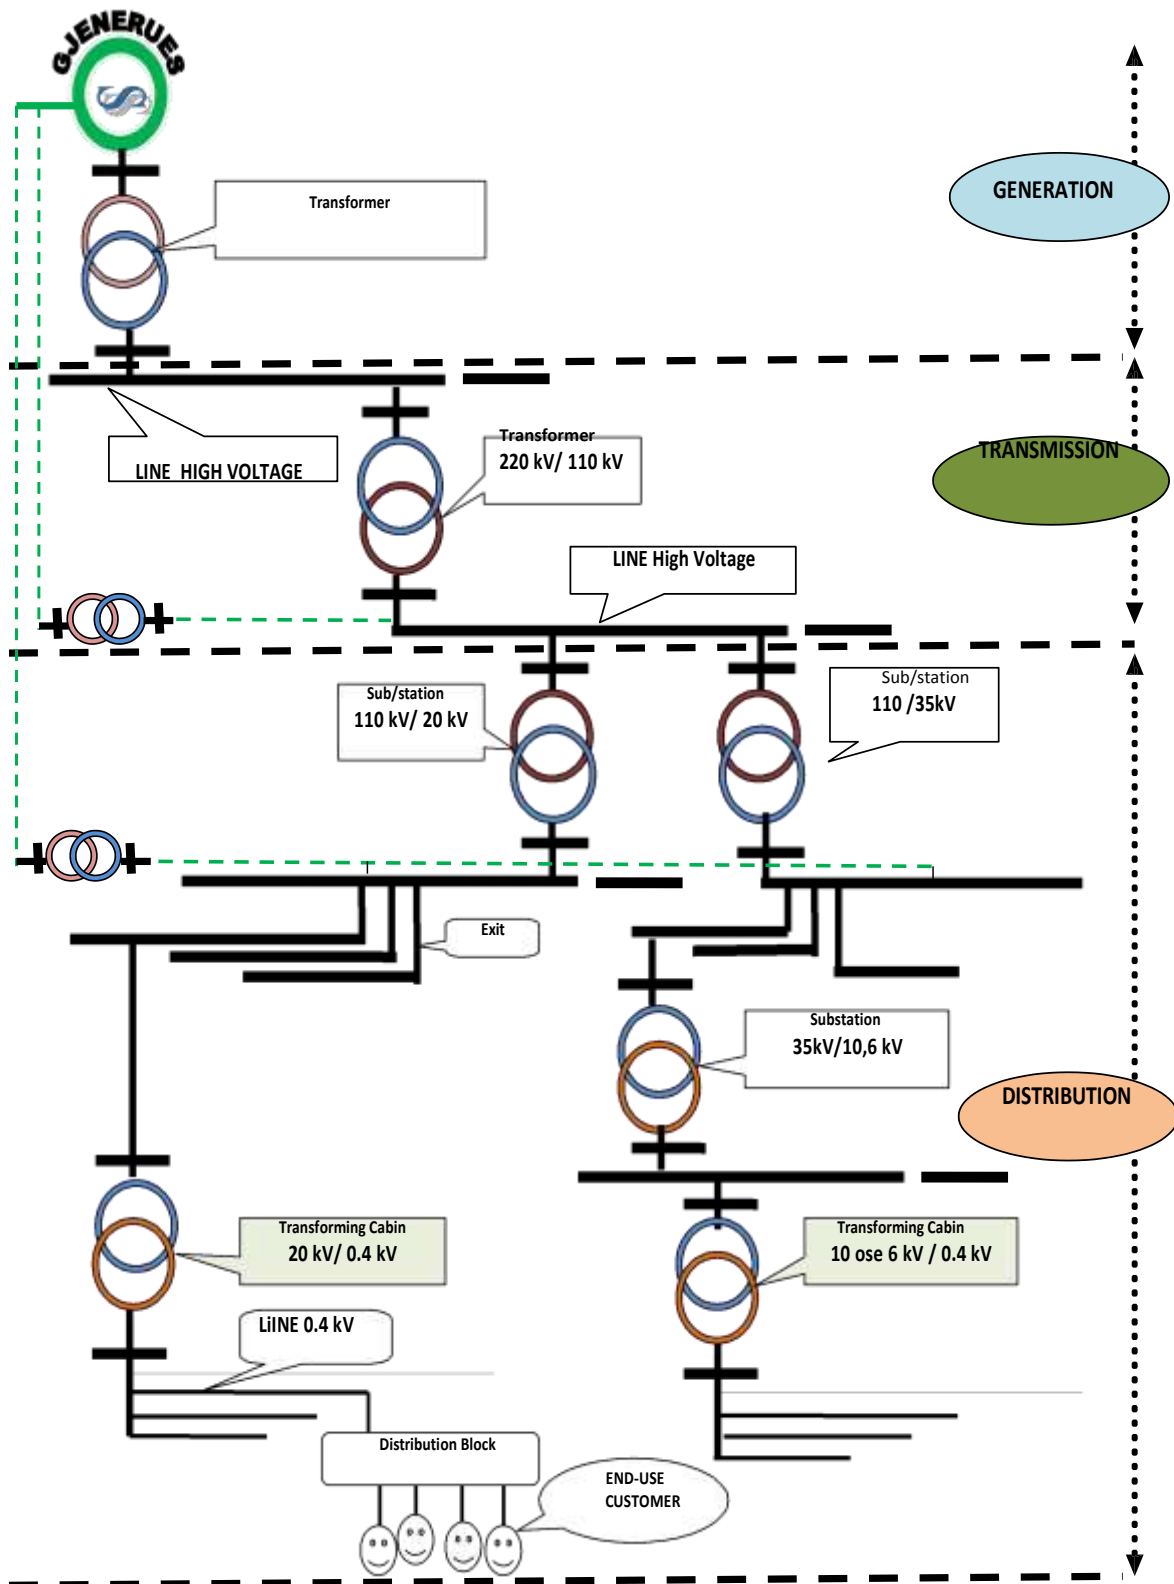 GJENERUES
Transformer
GENERATION
LINE  HIGH VOLTAGE
Transformer
220 kV/ 110 kV
TRANSMISSION
LINE High Voltage
Sub/station
110 kV/ 20 kV
Sub/station
110 /35kV
Exit
Substation
35kV/10,6 kV
DISTRIBUTION
Transforming Cabin
20 kV/ 0.4 kV
Transforming Cabin
10 ose 6 kV / 0.4 kV
LiINE 0.4 kV
Distribution Block
END-USE
CUSTOMER